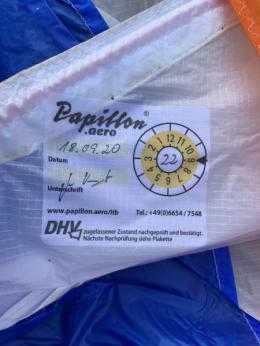 Papillon®
.aero
18.09.20
Datum
Unterschrift
1 2 3 4 5 6 7 8 9 10 11 12
22
www.papillon.aero/ltb
Tel.: +49(0)6654 / 7548
DHV zugelassener Zustand nachgeprüft und bestätigt.
Nächste Nachprüfung siehe Plakette